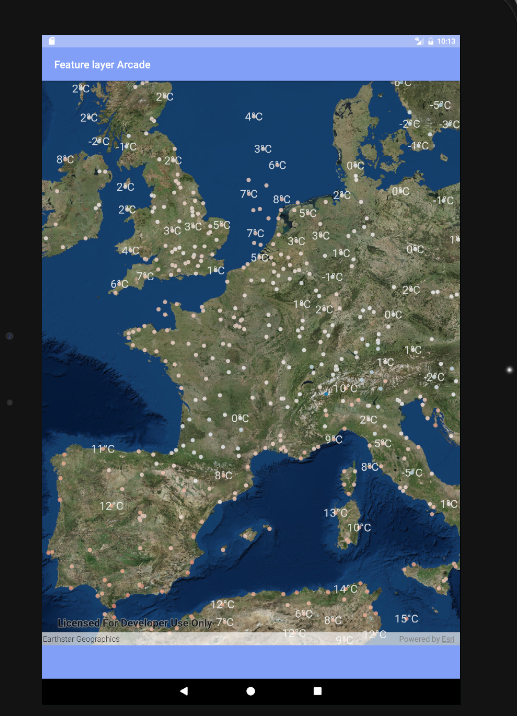 10:13
Feature layer Arcade
2°C
-6°C
2°C
-5°C
2°C
4°C
-2°C
-3°C
-2°C
-1°C
3°C
-1°C
8°C
2°C
6°C
0°C
2°C
7°C
8°C
2°C
0°C
-1°C
2°C
5°C
3°C
3°C
5°C
7°C
3°C
3°C
4°C
5°C
1°C
0°C
7°C
1°C
-1°C
6°C
2°C
1°C
2°C
0°C
1°C
1°C
-2°C
10°C
0°C
2°C
11°C
9°C
5°C
8°C
8°C
-5°C
12°C
13°C
10°C
1°C
14°C
12°C
6°C
8°C
15°C
Licensed For Developer Use Only
7°C
12°C
9°C
12°C
Earthstar Geographics
Powered by Esri